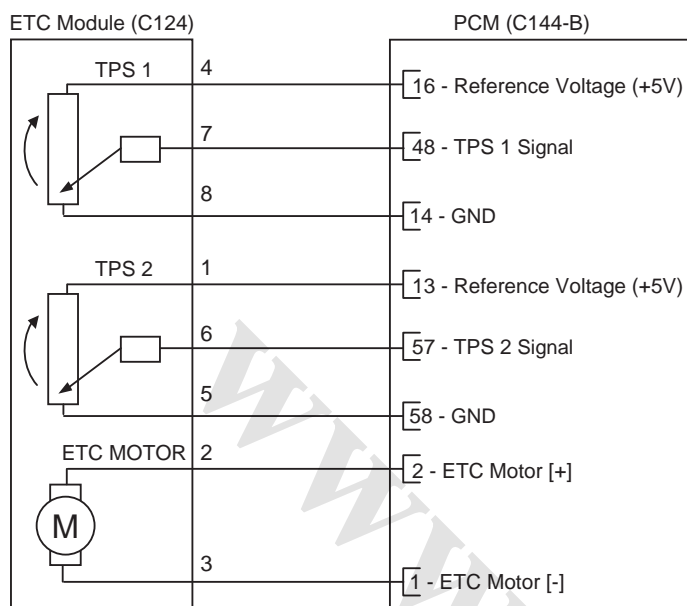 ETC Module (C124) PCM (C144-B)
TPS 1 4 16 - Reference Voltage (+5V)
7 48 - TPS 1 Signal
8 14 - GND
TPS 2 1 13 - Reference Voltage (+5V)
6 57 - TPS 2 Signal
5 58 - GND
ETC MOTOR 2 2 - ETC Motor [+]
M
3 1 - ETC Motor [-]
www